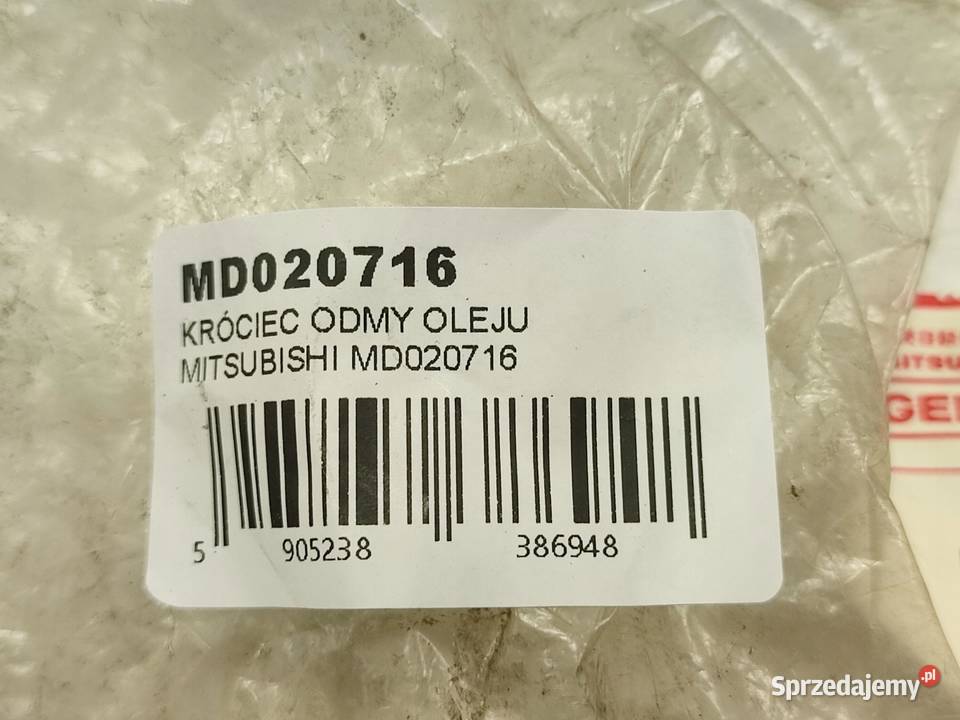 MD020716
KRÓCIEC ODMY OLEJU
MITSUBISHI MD020716
5 905238 386948
Sprzedajemy.pl